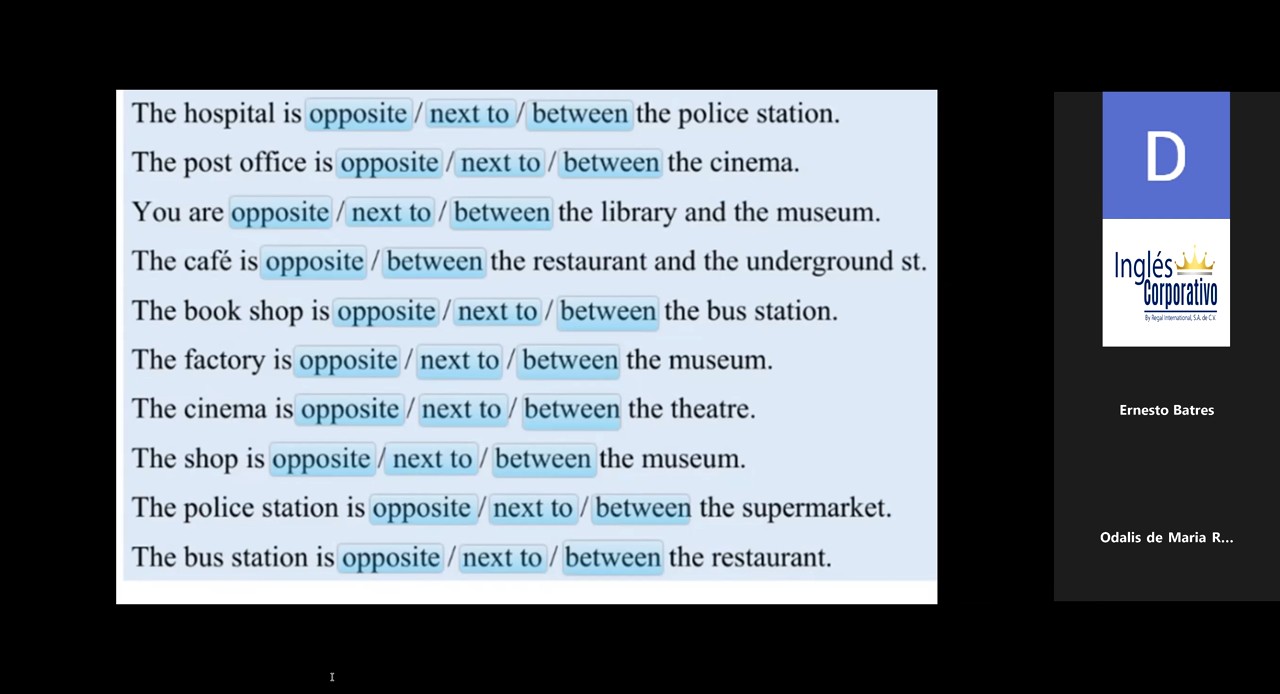 The hospital is opposite / next to / between the police station.
The post office is opposite / next to / between the cinema.
You are opposite / next to / between the library and the museum.
The café is opposite / between the restaurant and the underground st.
The book shop is opposite / next to / between the bus station.
The factory is opposite / next to / between the museum.
The cinema is opposite / next to / between the theatre.
The shop is opposite / next to / between the museum.
The police station is opposite / next to / between the supermarket.
The bus station is opposite / next to / between the restaurant.
D
Inglés
Corporativo
By Regal International, S.A. de C.V.
Ernesto Batres
Odalis de Maria R...